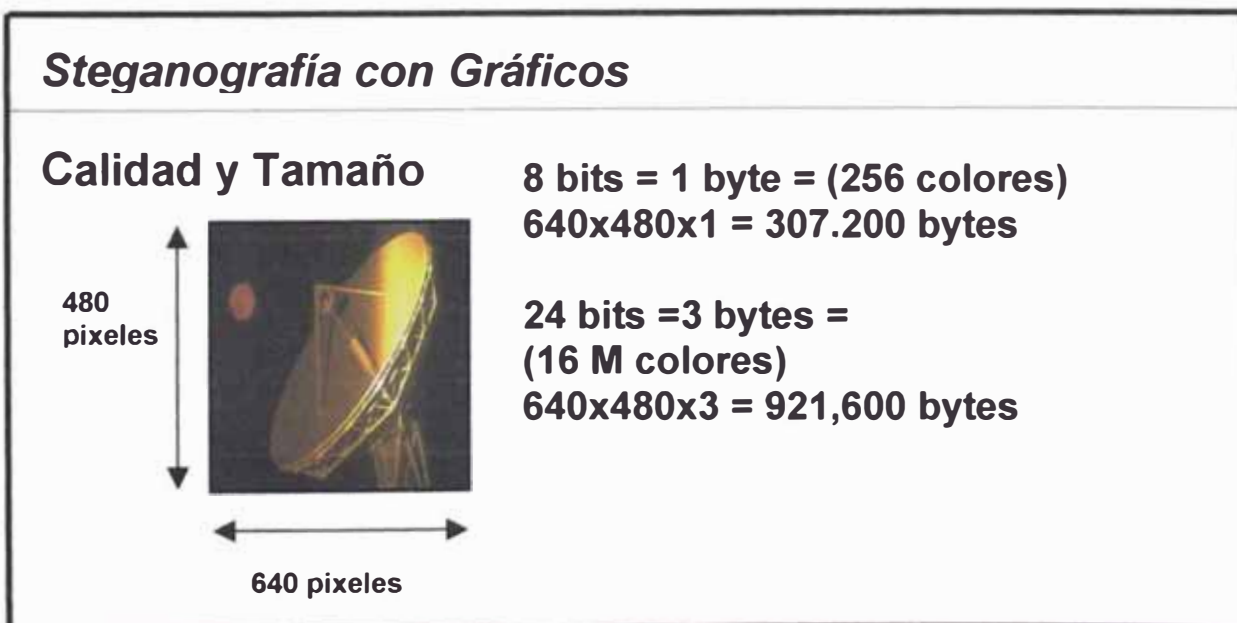 Steganografía con Gráficos
Calidad y Tamaño
480
pixeles
640 pixeles
8 bits = 1 byte = (256 colores)
640x480x1 = 307.200 bytes
24 bits =3 bytes =
(16 M colores)
640x480x3 = 921,600 bytes